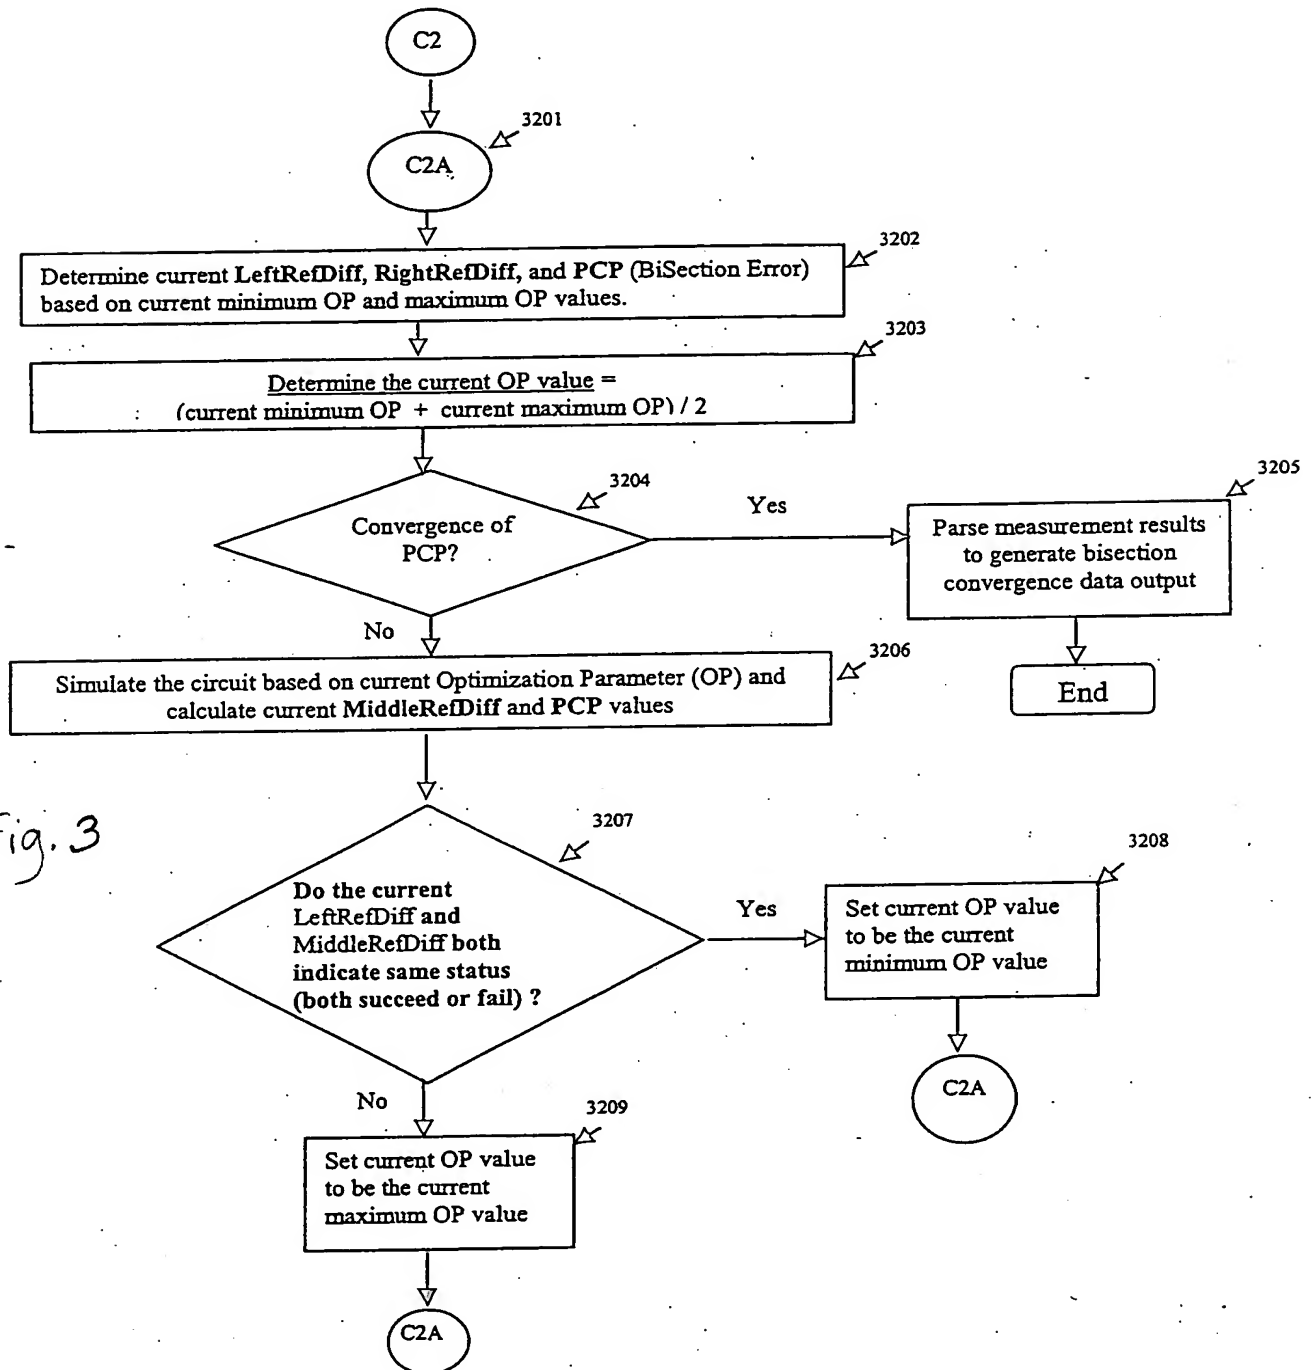 C2
3201
C2A
3202
Determine current LeftRefDiff, RightRefDiff, and PCP (BiSection Error)
based on current minimum OP and maximum OP values.
3203
Determine the current OP value =
(current minimum OP + current maximum OP) / 2
3204
Convergence of
PCP?
Yes
3205
Parse measurement results
to generate bisection
convergence data output
No
End
3206
Simulate the circuit based on current Optimization Parameter (OP) and
calculate current MiddleRefDiff and PCP values
Fig. 3
3207
Do the current
LeftRefDiff and
MiddleRefDiff both
indicate same status
(both succeed or fail) ?
Yes
3208
Set current OP value
to be the current
minimum OP value
C2A
No
3209
Set current OP value
to be the current
maximum OP value
C2A